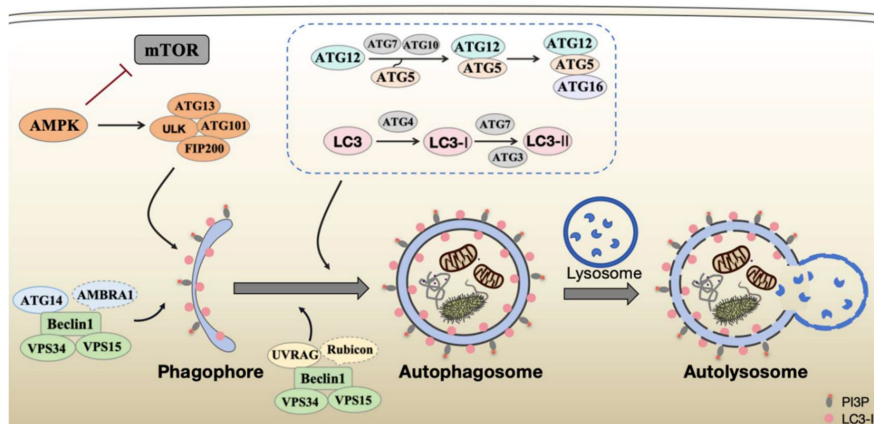 mTOR
AMPK
ATG13
ULK
ATG101
FIP200
ATG12
ATG7
ATG10
ATG5
ATG12
ATG5
ATG12
ATG5
ATG16
LC3
ATG4
LC3-I
ATG7
ATG3
LC3-II
Lysosome
ATG14
AMBRA1
Beclin1
VPS34
VPS15
UVRAG
Rubicon
Beclin1
VPS34
VPS15
Phagophore
Autophagosome
Autolysosome
PI3P